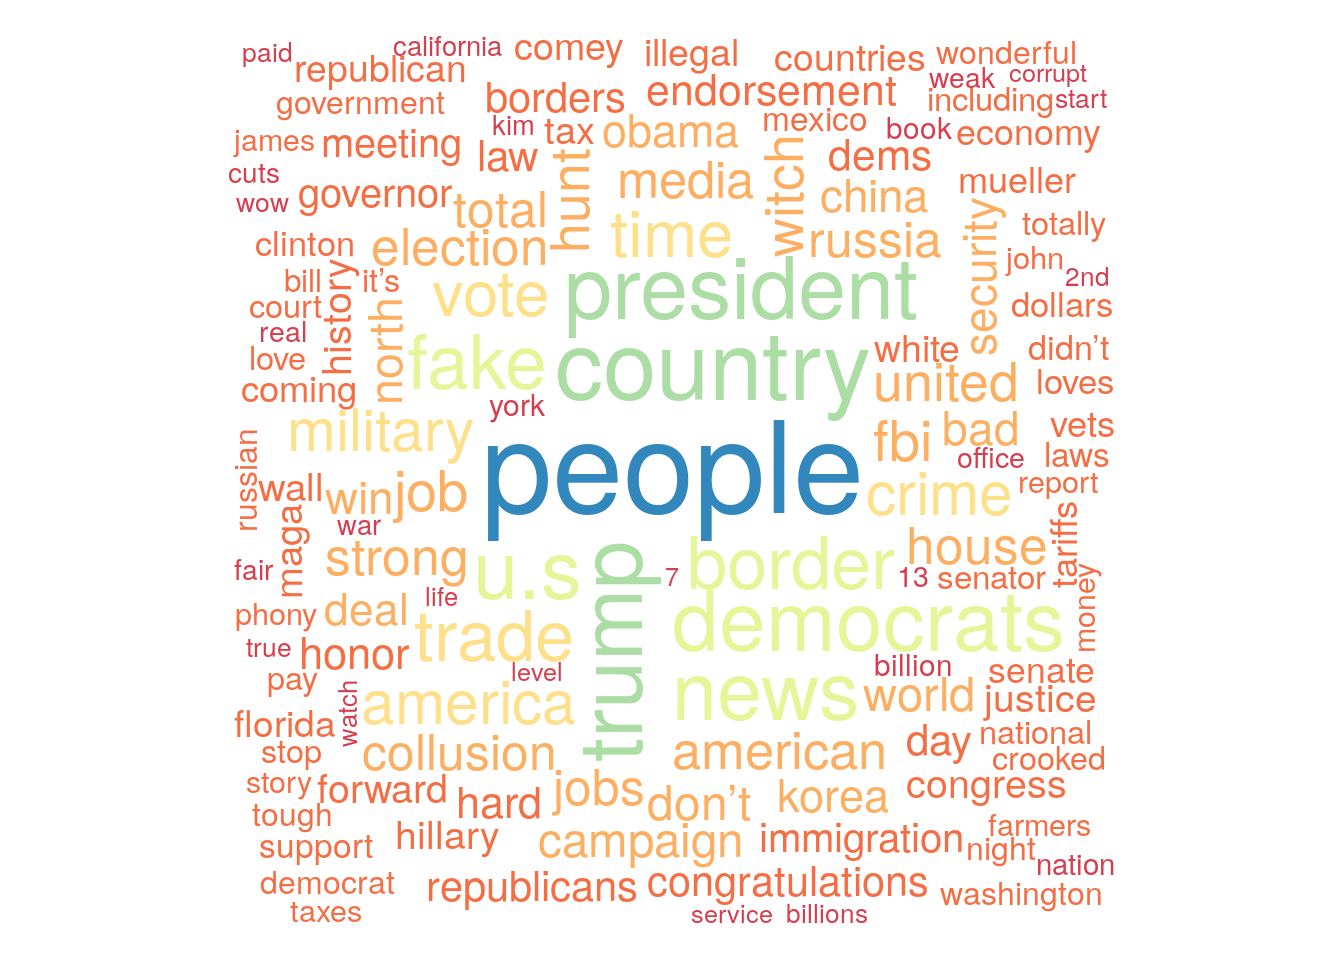 paid california comey illegal countries wonderful
republican weak corrupt
government borders endorsement including start
james meeting kim tax obama mexico book economy
cuts law hunt media witch dems mueller
wow governor total china security totally
clinton election time russia john
bill it’s history vote president 2nd
court north dollars
real fake country white didn’t
love coming united loves
military york fbi bad vets
russian people office laws
wall win job crime report
maga war tariffs
fair strong u.s trump 7 border house 13 senator money
phony deal life democrats
true honor trade level billion senate
pay watch america news world justice
florida collusion american day national
stop crooked
story forward hard jobs don’t korea congress
tough hillary campaign immigration farmers
support night nation
democrat republicans congratulations washington
taxes service billions